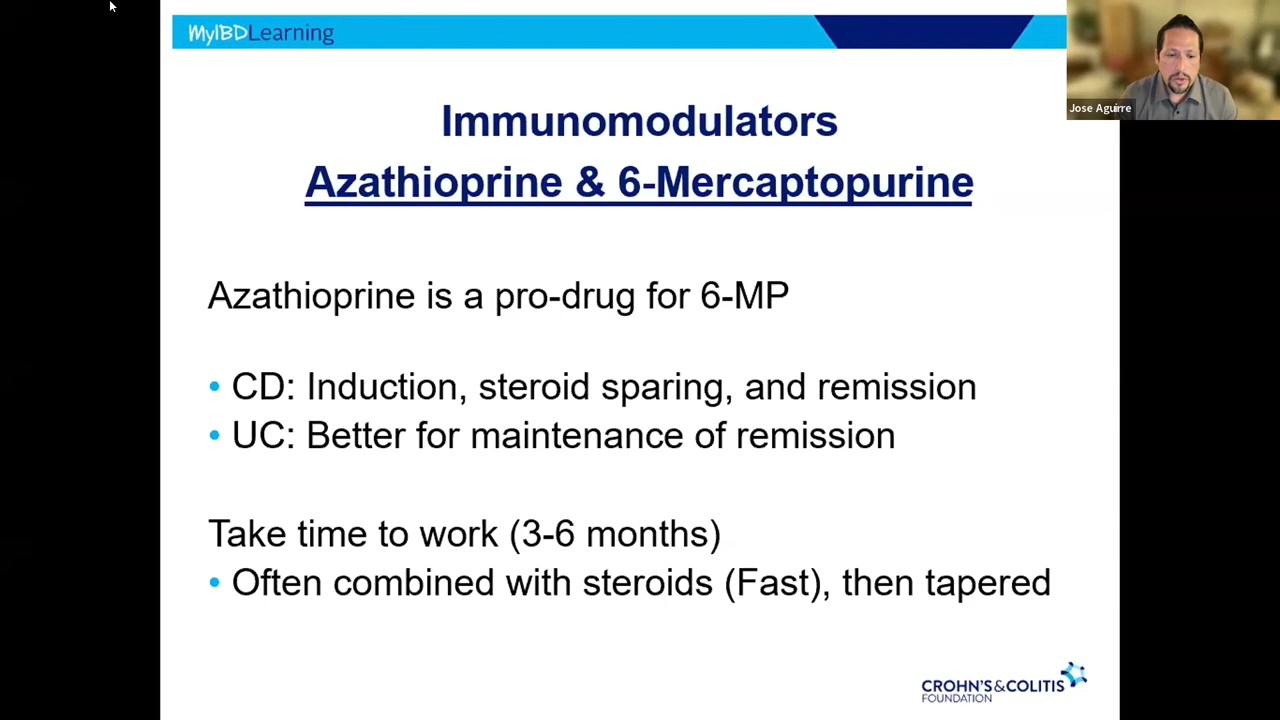 MyIBDLearning
Jose Aguirre
Immunomodulators
Azathioprine & 6-Mercaptopurine
Azathioprine is a pro-drug for 6-MP
• CD: Induction, steroid sparing, and remission
• UC: Better for maintenance of remission
Take time to work (3-6 months)
• Often combined with steroids (Fast), then tapered
CROHN'S&COLITIS
FOUNDATION